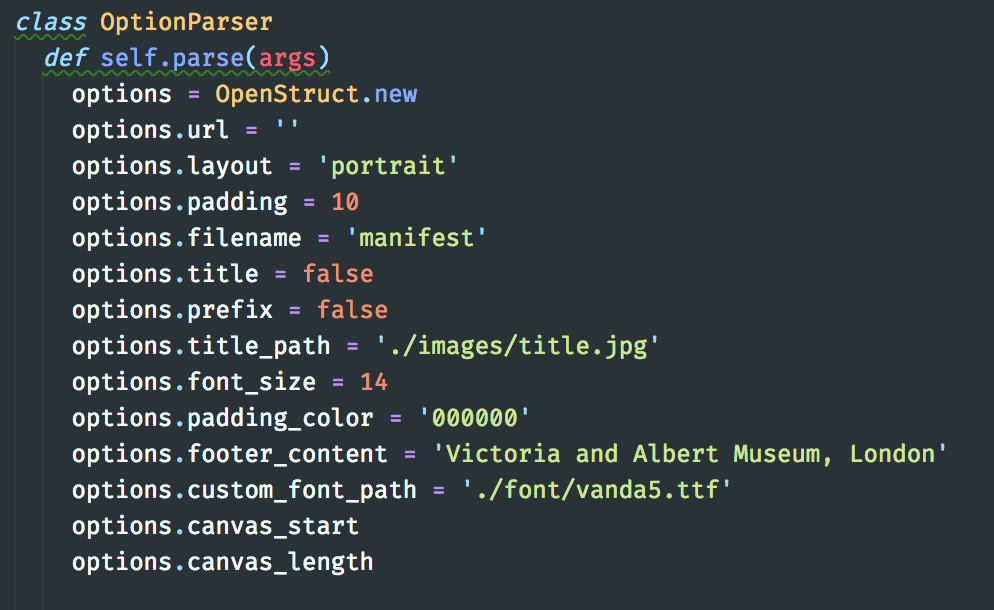 class OptionParser
  def self.parse(args)
    options = OpenStruct.new
    options.url = ''
    options.layout = 'portrait'
    options.padding = 10
    options.filename = 'manifest'
    options.title = false
    options.prefix = false
    options.title_path = './images/title.jpg'
    options.font_size = 14
    options.padding_color = '000000'
    options.footer_content = 'Victoria and Albert Museum, London'
    options.custom_font_path = './font/vanda5.ttf'
    options.canvas_start
    options.canvas_length